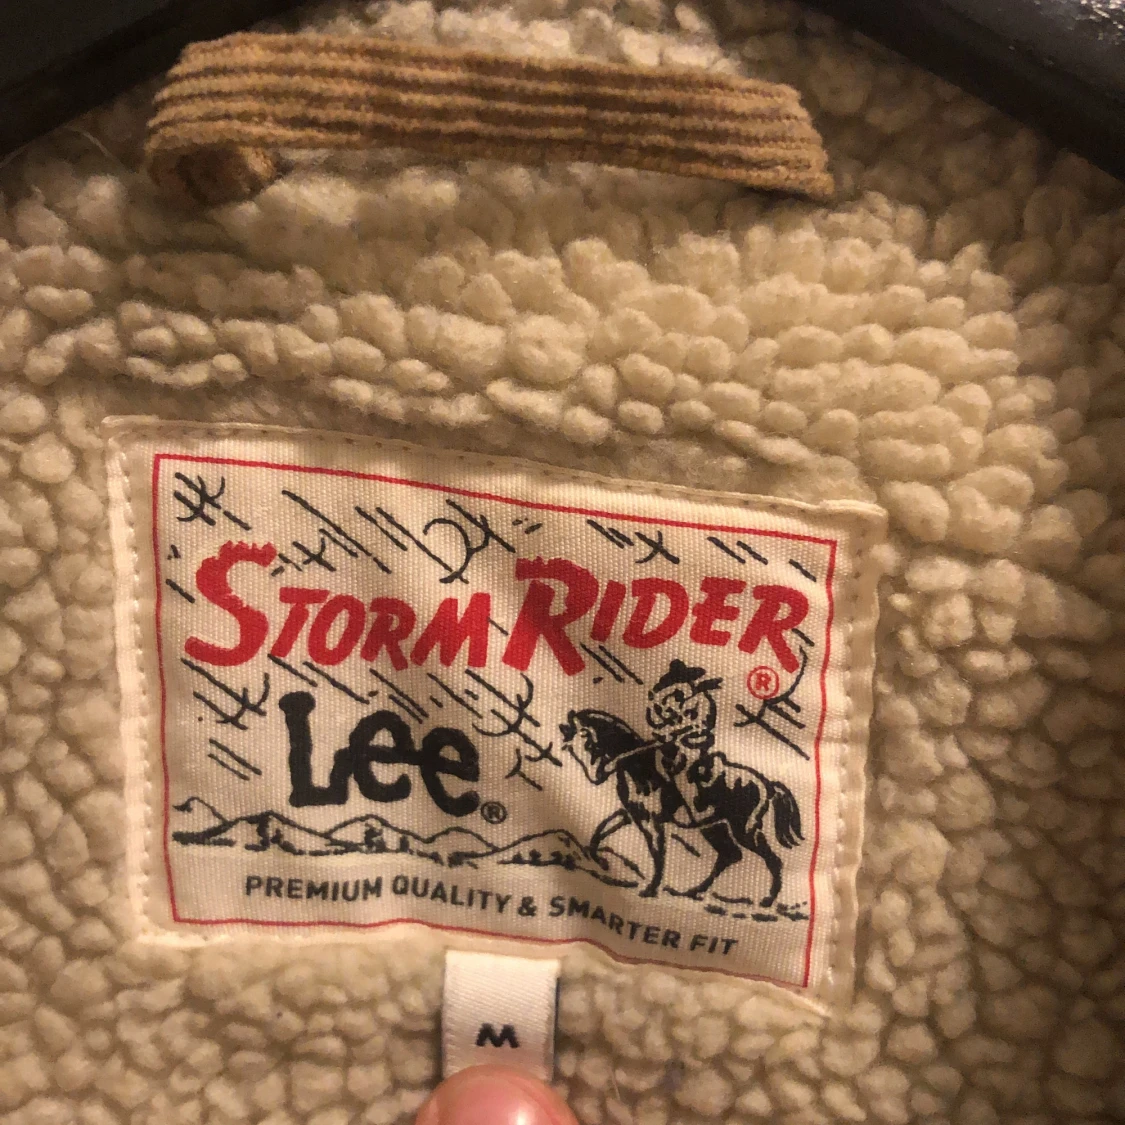 STORM RIDER
®
Lee®
PREMIUM QUALITY & SMARTER FIT
M